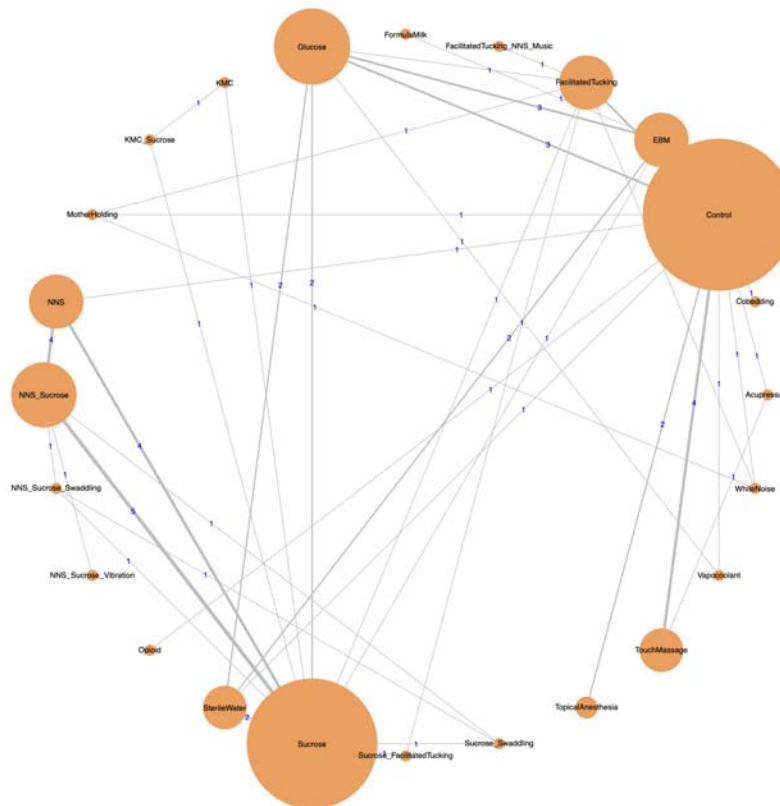 FormulaMilk
Glucose
FacilitatedTucking_NNS_Music
1
1
1
FacilitatedTucking
KMC
1
3
1
KMC_Sucrose
1
3
EBM
MotherHolding
1
Control
1
1
NNS
1
2
2
1
1
1
Cobedding
4
1
1
2
1
1
1
NNS_Sucrose
1
1
1
4
Acupressu
2
1
4
NNS_Sucrose_Swaddling
1
5
1
1
WhiteNoise
1
1
1
NNS_Sucrose_Vibration
Vapocoolant
Opioid
TouchMassage
SterileWater
2
TopicalAnesthesia
Sucrose
1
1
Sucrose_Swaddling
Sucrose_FacilitatedTucking